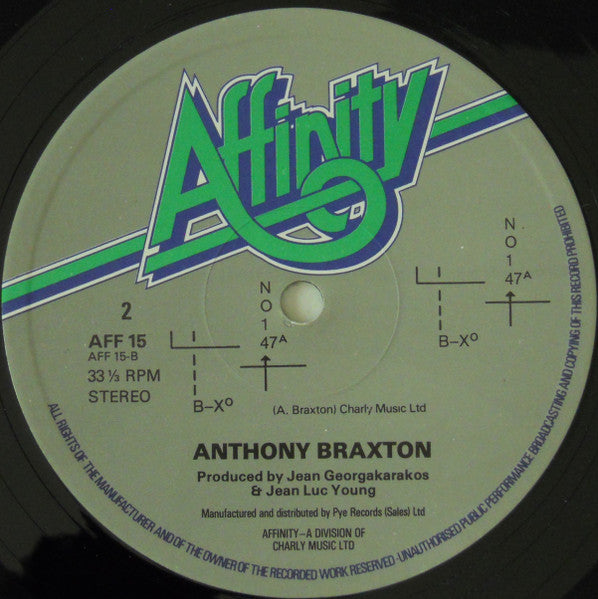 Affinity
2
AFF 15
AFF 15-B
33⅓ RPM
STEREO
N
O
1
47ᴬ
B–Xᴼ
N
O
1
47ᴬ
B–Xᴼ
(A. Braxton) Charly Music Ltd
ANTHONY BRAXTON
Produced by Jean Georgakarakos
& Jean Luc Young
Manufactured and distributed by Pye Records (Sales) Ltd
AFFINITY–A DIVISION OF
CHARLY MUSIC LTD
ALL RIGHTS OF THE MANUFACTURER AND OF THE OWNER OF THE RECORDED WORK RESERVED·UNAUTHORISED PUBLIC PERFORMANCE BROADCASTING AND COPYING OF THIS RECORD PROHIBITED